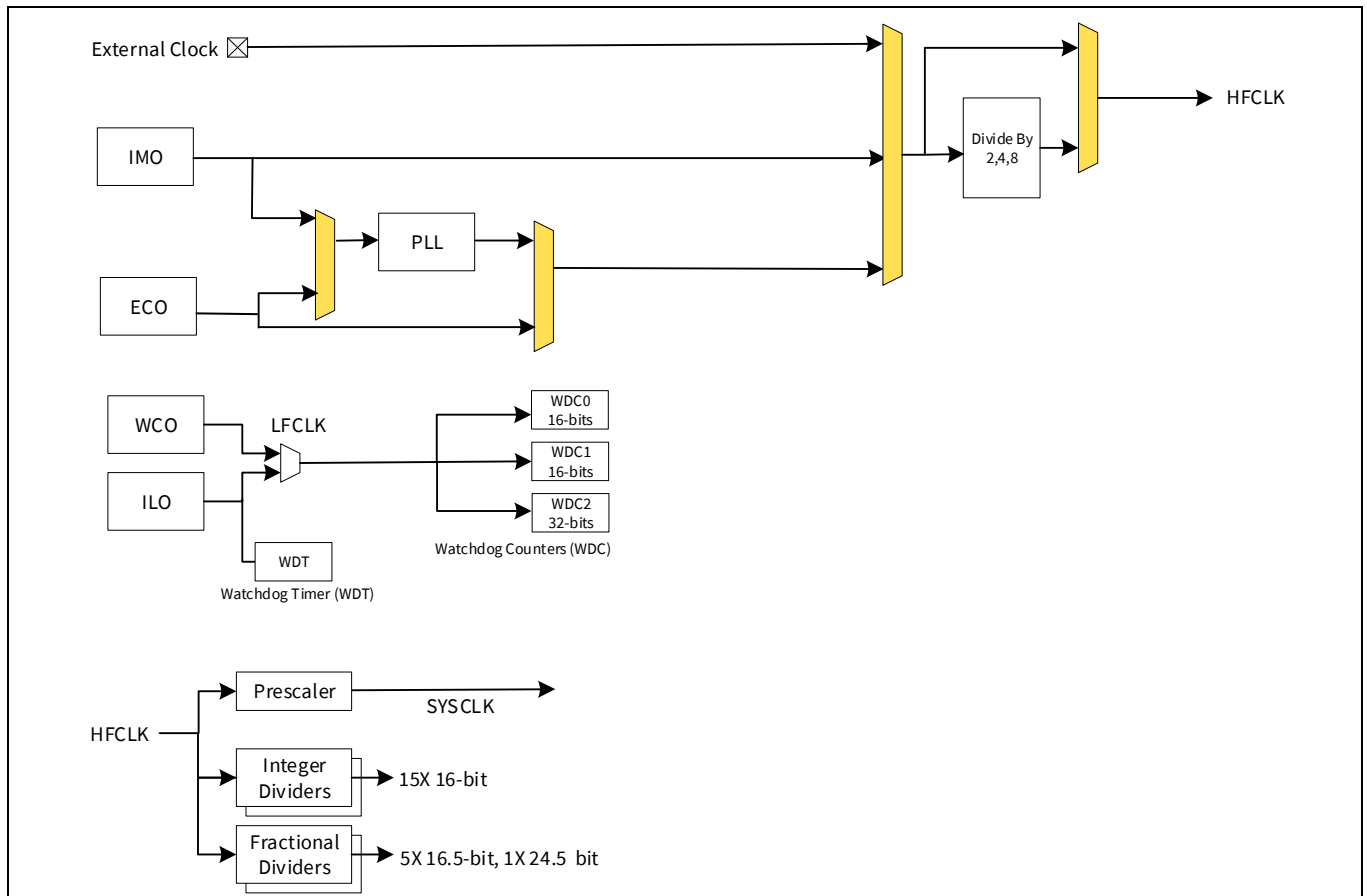 External Clock
HFCLK
IMO
Divide By
2,4,8
PLL
ECO
WDC0
16-bits
WCO
LFCLK
WDC1
16-bits
ILO
WDC2
32-bits
Watchdog Counters (WDC)
WDT
Watchdog Timer (WDT)
Prescaler
SYSCLK
HFCLK
Integer
Dividers
15X 16-bit
Fractional
Dividers
5X 16.5-bit, 1X 24.5 bit